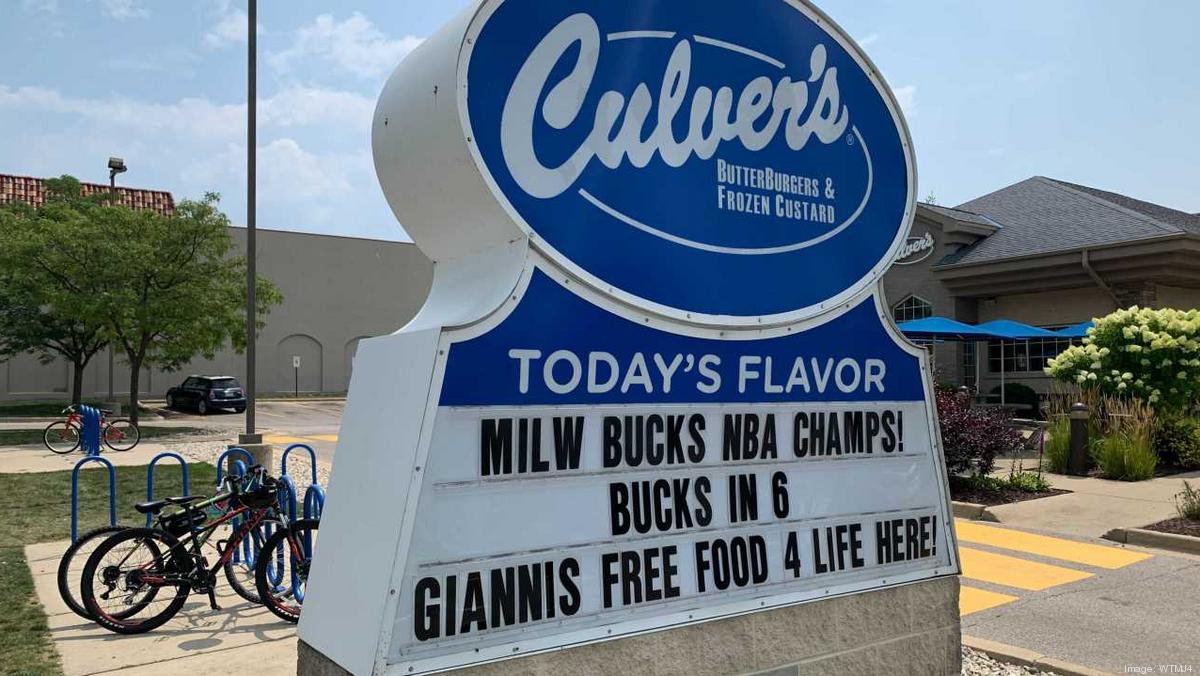 Culver's®
ButterBurgers &
Frozen Custard
TODAY'S FLAVOR
MILW BUCKS NBA CHAMPS!
BUCKS IN 6
GIANNIS FREE FOOD 4 LIFE HERE!
Culver's
Image: WTMJ4